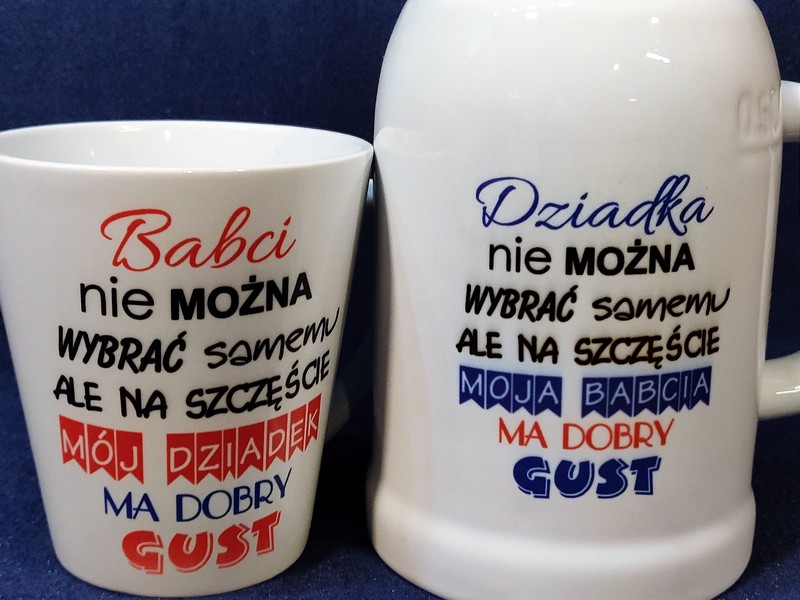 Babci
nie MOŻNA
WYBRAĆ samemu
ALE NA SZCZĘŚCIE
MÓJ DZIADEK
MA DOBRY
GUST
Dziadka
nie MOŻNA
WYBRAĆ samemu
ALE NA SZCZĘŚCIE
MOJA BABCIA
MA DOBRY
GUST